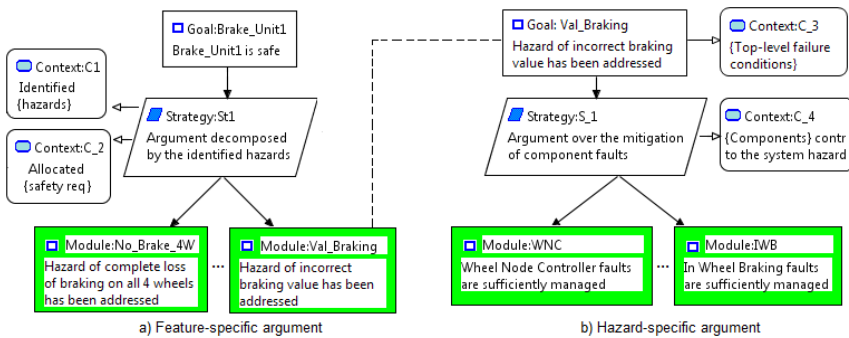 Goal:Brake_Unit1
Brake_Unit1 is safe
Context:C1
Identified
{hazards}
Strategy:St1
Argument decomposed
by the identified hazards
Context:C_2
Allocated
{safety req}
Module:No_Brake_4W
Hazard of complete loss
of braking on all 4 wheels
has been addressed
...
Module:Val_Braking
Hazard of incorrect
braking value has been
addressed
a) Feature-specific argument
Goal: Val_Braking
Hazard of incorrect braking
value has been addressed
Context:C_3
{Top-level failure
conditions}
Strategy:S_1
Argument over the mitigation
of component faults
Context:C_4
{Components} contr
to the system hazard
Module:WNC
Wheel Node Controller faults
are sufficiently managed
...
Module:IWB
In Wheel Braking faults
are sufficiently managed
b) Hazard-specific argument